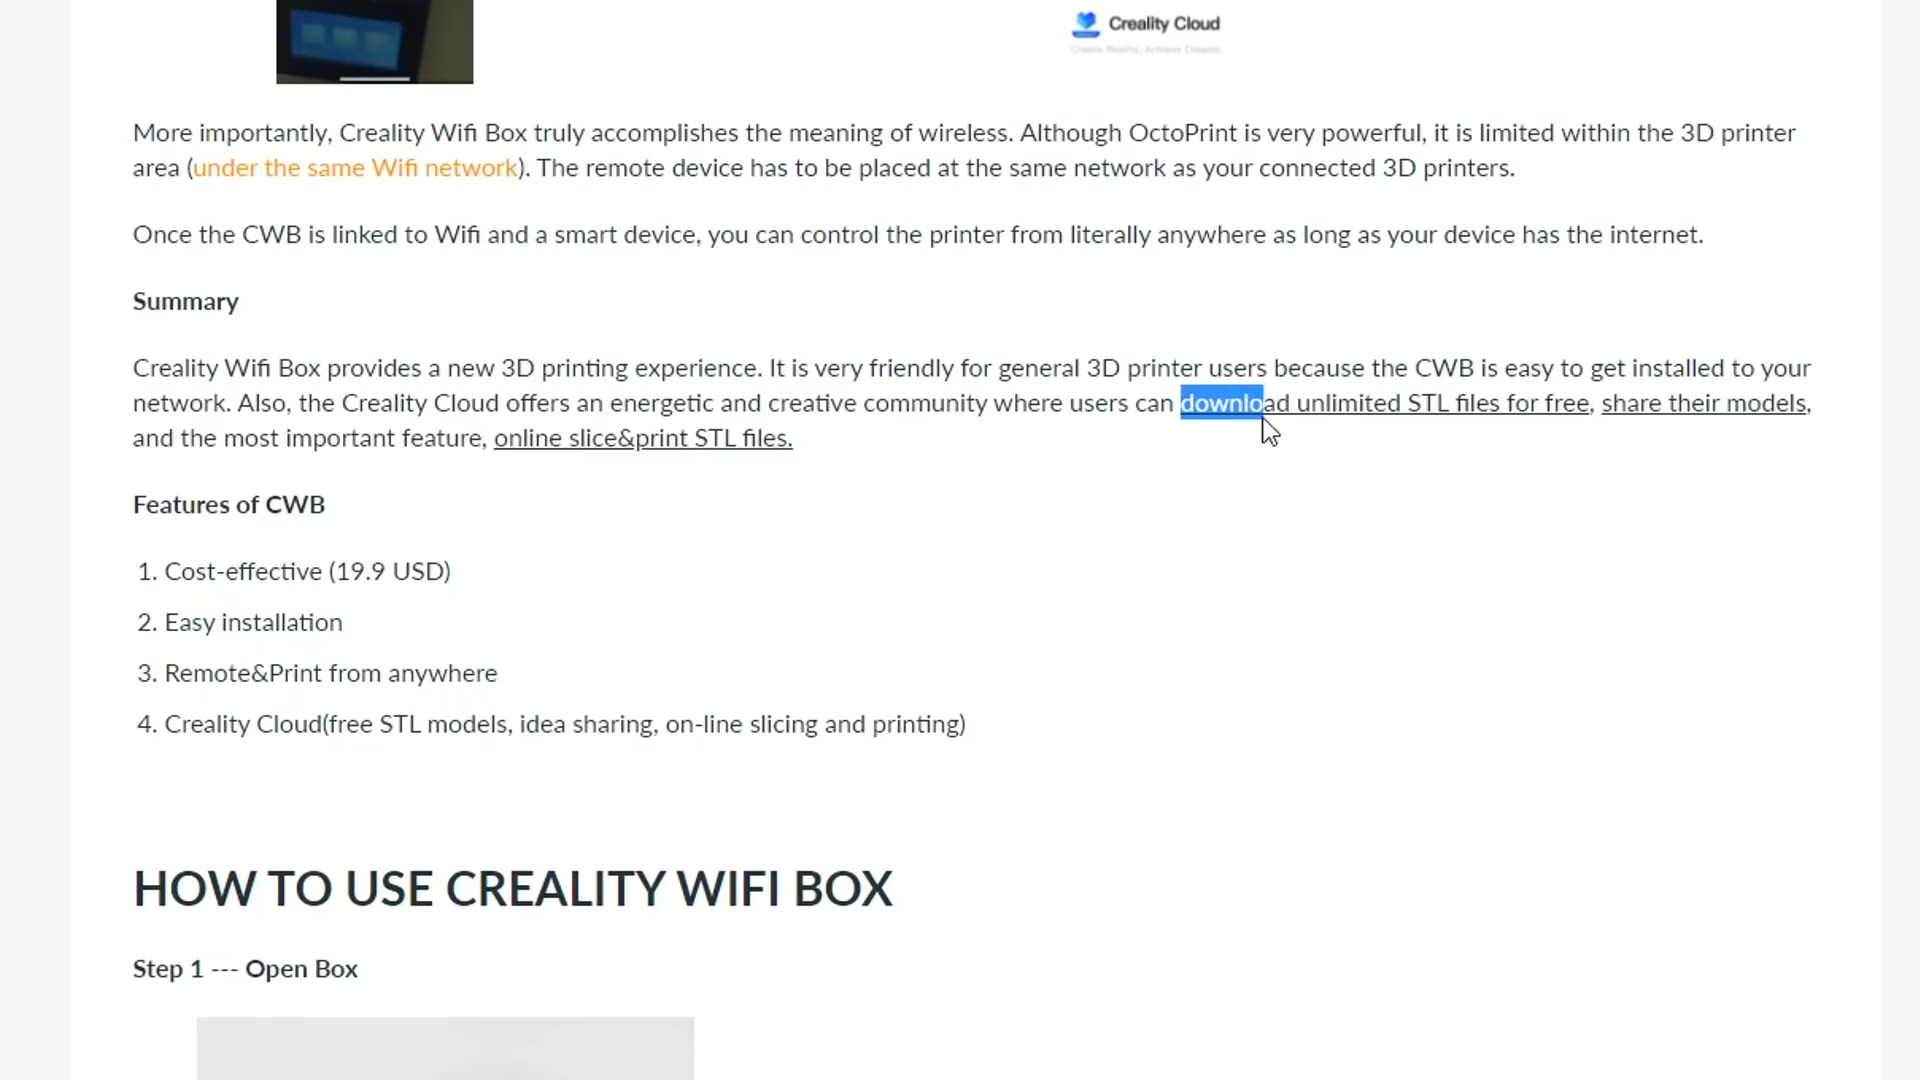 Creality Cloud
Create Reality, Achieve Dreams
More importantly, Creality Wifi Box truly accomplishes the meaning of wireless. Although OctoPrint is very powerful, it is limited within the 3D printer
area (under the same Wifi network). The remote device has to be placed at the same network as your connected 3D printers.
Once the CWB is linked to Wifi and a smart device, you can control the printer from literally anywhere as long as your device has the internet.
Summary
Creality Wifi Box provides a new 3D printing experience. It is very friendly for general 3D printer users because the CWB is easy to get installed to your
network. Also, the Creality Cloud offers an energetic and creative community where users can download unlimited STL files for free, share their models,
and the most important feature, online slice&print STL files.
Features of CWB
1. Cost-effective (19.9 USD)
2. Easy installation
3. Remote&Print from anywhere
4. Creality Cloud(free STL models, idea sharing, on-line slicing and printing)
HOW TO USE CREALITY WIFI BOX
Step 1 --- Open Box